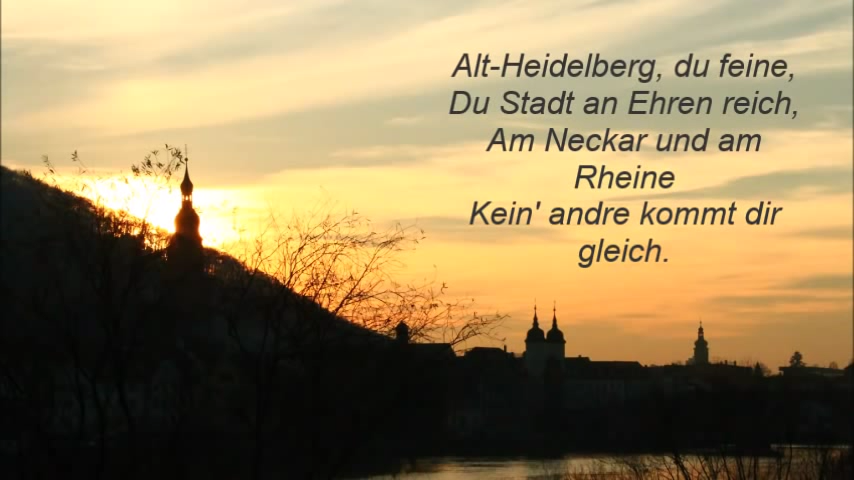 Alt-Heidelberg, du feine,
Du Stadt an Ehren reich,
Am Neckar und am
Rheine
Kein' andre kommt dir
gleich.